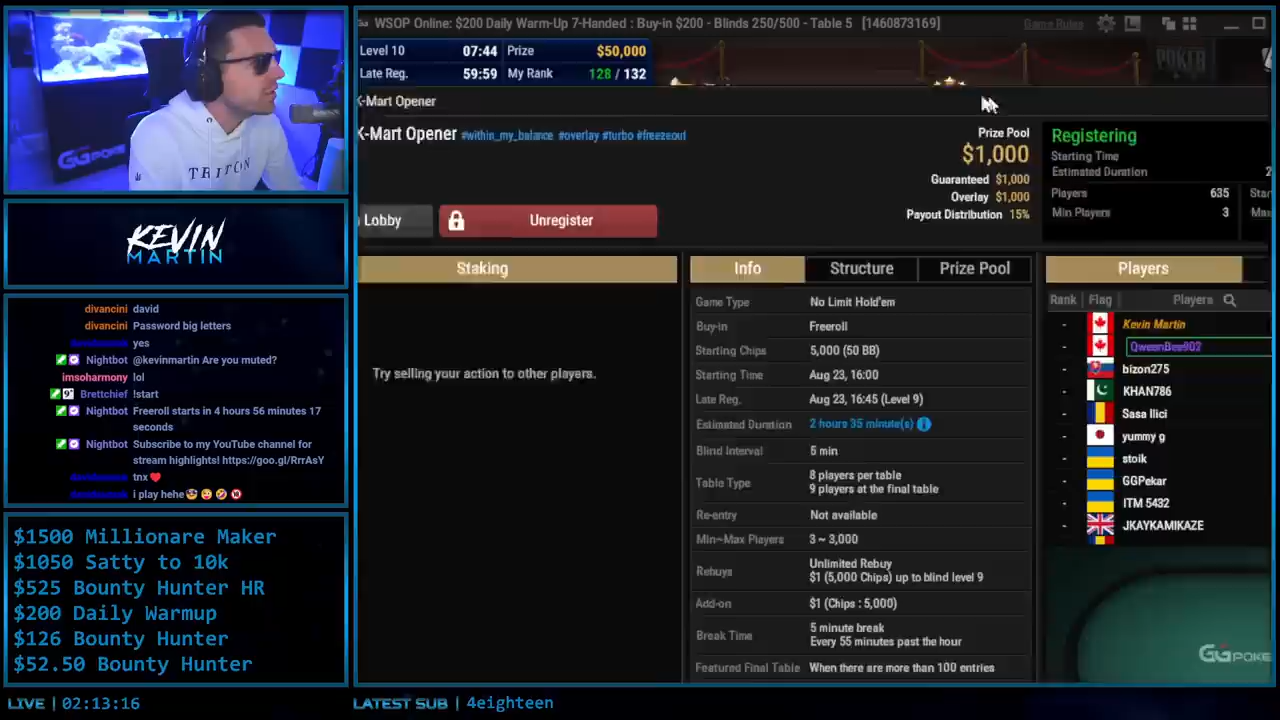 WSOP Online: $200 Daily Warm-Up 7-Handed : Buy-in $200 - Blinds 250/500 - Table 5 [1460873169]
Game Rules
Level 10 07:44 Prize $50,000
Late Reg. 59:59 My Rank 128 / 132
POKER
K-Mart Opener
K-Mart Opener #within_my_balance #overlay #turbo #freezeout
Prize Pool
$1,000
Guaranteed $1,000
Overlay $1,000
Payout Distribution 15%
Registering
Starting Time
Estimated Duration 2
Players 635
Min Players 3
Lobby
Unregister
Staking
Try selling your action to other players.
Info Structure Prize Pool
Game Type No Limit Hold'em
Buy-in Freeroll
Starting Chips 5,000 (50 BB)
Starting Time Aug 23, 16:00
Late Reg. Aug 23, 16:45 (Level 9)
Estimated Duration 2 hours 35 minute(s)
Blind Interval 5 min
Table Type 8 players per table
9 players at the final table
Re-entry Not available
Min~Max Players 3 ~ 3,000
Rebuys Unlimited Rebuy
$1 (5,000 Chips) up to blind level 9
Add-on $1 (Chips : 5,000)
Break Time 5 minute break
Every 55 minutes past the hour
Featured Final Table When there are more than 100 entries
Players
Rank Flag Players
- Kevin Martin
- QweenBee902
- bizon275
- KHAN786
- Sasa Ilici
- yummy g
- stoik
- GGPekar
- ITM 5432
- JKAYKAMIKAZE
GGPOKE
GGPOKE
TRITON
KEVIN
MARTIN
divancini david
divancini Password big letters
yes
Nightbot @kevinmartin Are you muted?
imsoharmony lol
Brettchief !start
Nightbot Freeroll starts in 4 hours 56 minutes 17
seconds
Nightbot Subscribe to my YouTube channel for
stream highlights! https://goo.gl/RrrAsY
tnx
i play hehe
$1500 Millionare Maker
$1050 Satty to 10k
$525 Bounty Hunter HR
$200 Daily Warmup
$126 Bounty Hunter
$52.50 Bounty Hunter
LIVE | 02:13:16
LATEST SUB | 4eighteen